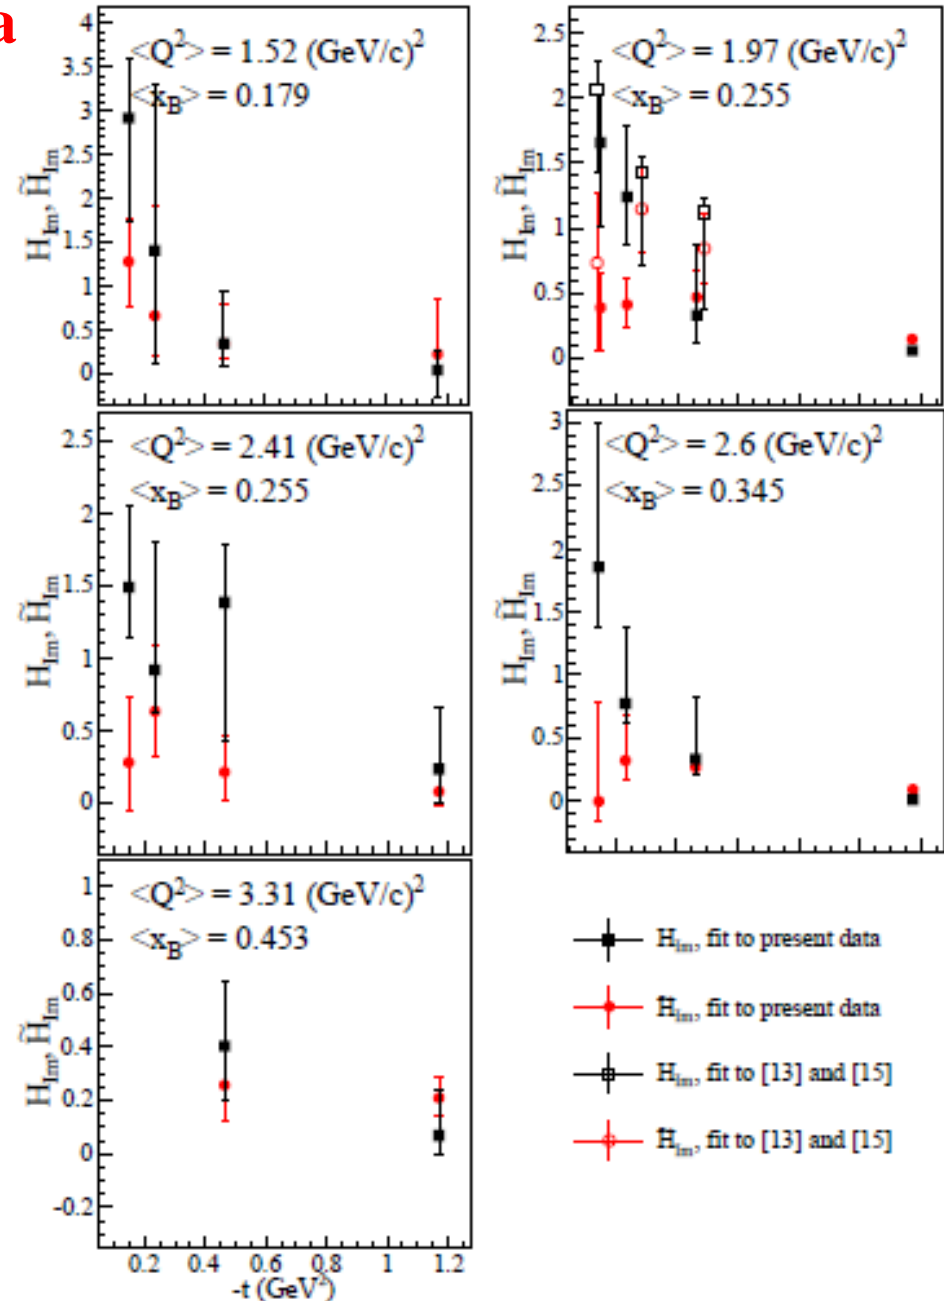 a
<Q²> = 1.52 (GeV/c)²
<x_B> = 0.179
H_Im, H̃_Im
4
3.5
3
2.5
2
1.5
1
0.5
0
<Q²> = 1.97 (GeV/c)²
<x_B> = 0.255
H_Im, H̃_Im
2.5
2
1.5
1
0.5
0
<Q²> = 2.41 (GeV/c)²
<x_B> = 0.255
H_Im, H̃_Im
2.5
2
1.5
1
0.5
0
<Q²> = 2.6 (GeV/c)²
<x_B> = 0.345
H_Im, H̃_Im
3
2.5
2
1.5
1
0.5
0
<Q²> = 3.31 (GeV/c)²
<x_B> = 0.453
H_Im, H̃_Im
1
0.8
0.6
0.4
0.2
0
-0.2
0.2 0.4 0.6 0.8 1 1.2
-t (GeV²)
H_Im, fit to present data
H̃_Im, fit to present data
H_Im, fit to [13] and [15]
H̃_Im, fit to [13] and [15]